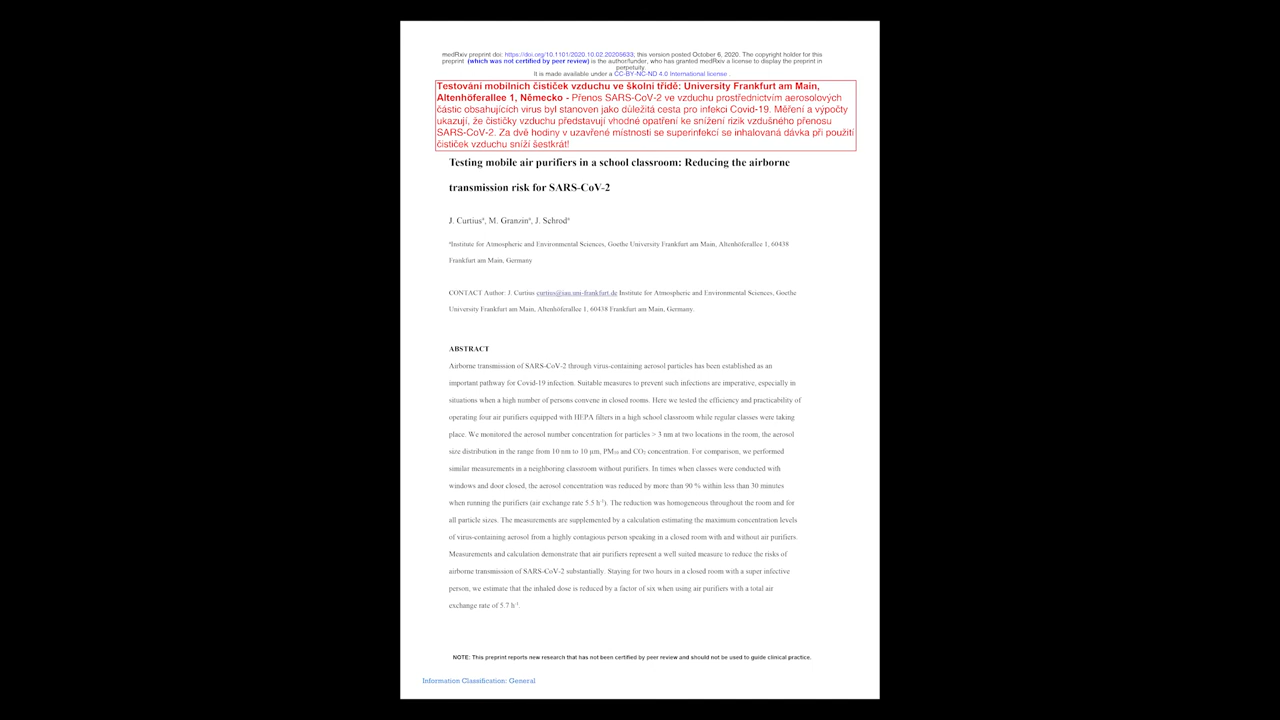 medRxiv preprint doi: https://doi.org/10.1101/2020.10.02.20205633; this version posted October 6, 2020. The copyright holder for this
preprint (which was not certified by peer review) is the author/funder, who has granted medRxiv a license to display the preprint in
perpetuity.
It is made available under a CC-BY-NC-ND 4.0 International license .
Testování mobilních čističek vzduchu ve školní třídě: University Frankfurt am Main,
Altenhöferallee 1, Německo - Přenos SARS-CoV-2 ve vzduchu prostřednictvím aerosolových
částic obsahujících virus byl stanoven jako důležitá cesta pro infekci Covid-19. Měření a výpočty
ukazují, že čističky vzduchu představují vhodné opatření ke snížení rizik vzdušného přenosu
SARS-CoV-2. Za dvě hodiny v uzavřené místnosti se superinfekcí se inhalovaná dávka při použití
čističek vzduchu sníží šestkrát!
Testing mobile air purifiers in a school classroom: Reducing the airborne
transmission risk for SARS-CoV-2
J. Curtiusᵃ, M. Granzinᵃ, J. Schrodᵃ
ᵃInstitute for Atmospheric and Environmental Sciences, Goethe University Frankfurt am Main, Altenhöferallee 1, 60438
Frankfurt am Main, Germany
CONTACT Author: J. Curtius curtius@iau.uni-frankfurt.de Institute for Atmospheric and Environmental Sciences, Goethe
University Frankfurt am Main, Altenhöferallee 1, 60438 Frankfurt am Main, Germany.
ABSTRACT
Airborne transmission of SARS-CoV-2 through virus-containing aerosol particles has been established as an
important pathway for Covid-19 infection. Suitable measures to prevent such infections are imperative, especially in
situations when a high number of persons convene in closed rooms. Here we tested the efficiency and practicability of
operating four air purifiers equipped with HEPA filters in a high school classroom while regular classes were taking
place. We monitored the aerosol number concentration for particles > 3 nm at two locations in the room, the aerosol
size distribution in the range from 10 nm to 10 µm, PM₁₀ and CO₂ concentration. For comparison, we performed
similar measurements in a neighboring classroom without purifiers. In times when classes were conducted with
windows and door closed, the aerosol concentration was reduced by more than 90 % within less than 30 minutes
when running the purifiers (air exchange rate 5.5 h⁻¹). The reduction was homogeneous throughout the room and for
all particle sizes. The measurements are supplemented by a calculation estimating the maximum concentration levels
of virus-containing aerosol from a highly contagious person speaking in a closed room with and without air purifiers.
Measurements and calculation demonstrate that air purifiers represent a well suited measure to reduce the risks of
airborne transmission of SARS-CoV-2 substantially. Staying for two hours in a closed room with a super infective
person, we estimate that the inhaled dose is reduced by a factor of six when using air purifiers with a total air
exchange rate of 5.7 h⁻¹.
NOTE: This preprint reports new research that has not been certified by peer review and should not be used to guide clinical practice.
Information Classification: General